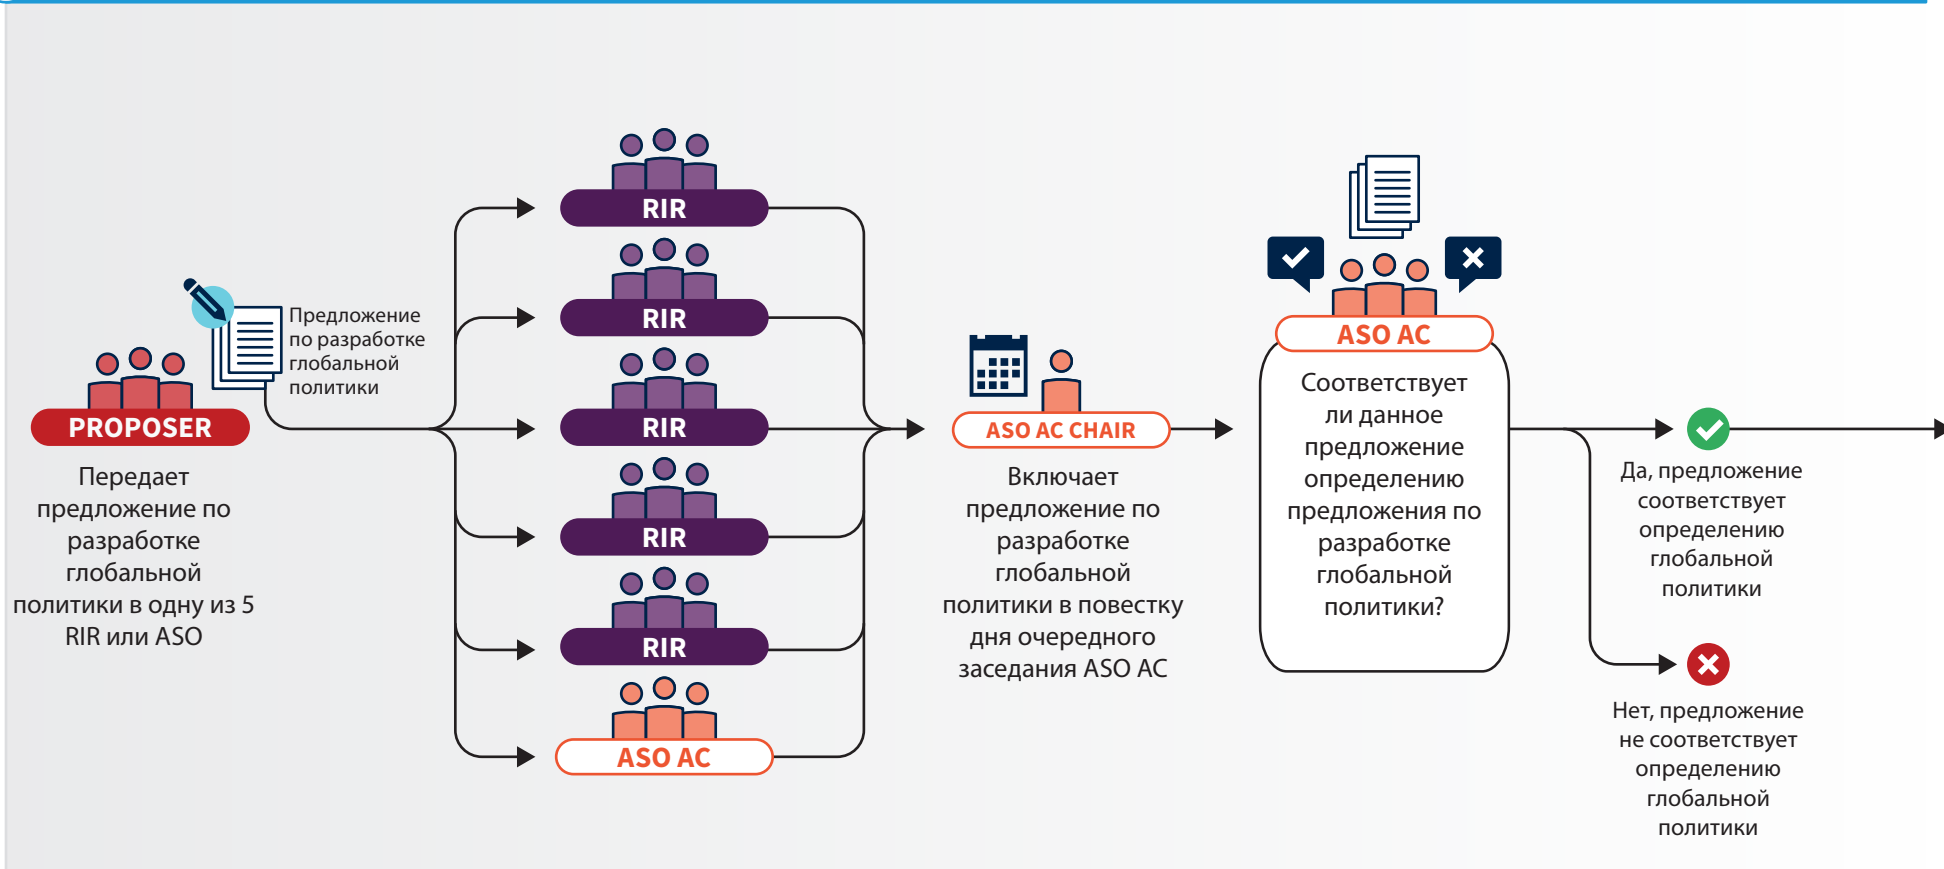 Предложение
по разработке
глобальной
политики
PROPOSER
Передает
предложение по
разработке
глобальной
политики в одну из 5
RIR или ASO
RIR
RIR
RIR
RIR
RIR
ASO AC
ASO AC CHAIR
Включает
предложение по
разработке
глобальной
политики в повестку
дня очередного
заседания ASO AC
ASO AC
Соответствует
ли данное
предложение
определению
предложения по
разработке
глобальной
политики?
Да, предложение
соответствует
определению
глобальной
политики
Нет, предложение
не соответствует
определению
глобальной
политики